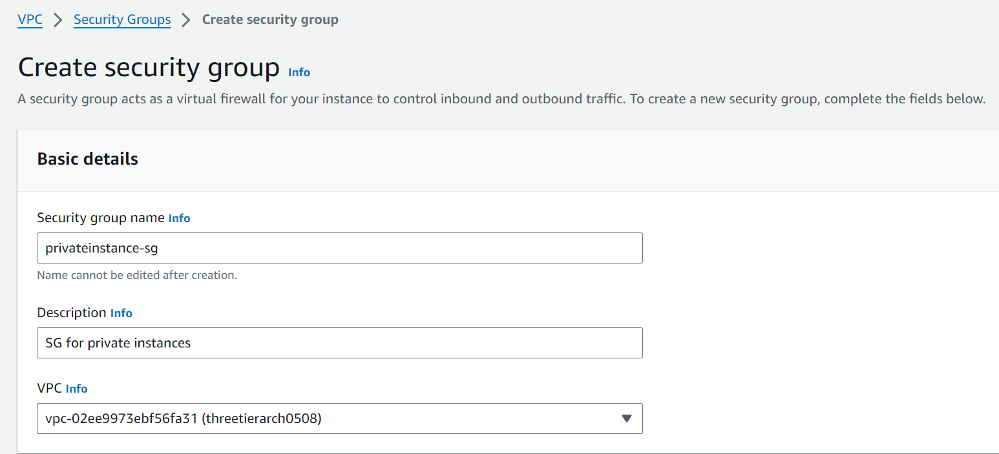 VPC > Security Groups > Create security group
Create security group Info
A security group acts as a virtual firewall for your instance to control inbound and outbound traffic. To create a new security group, complete the fields below.
Basic details
Security group name Info
privateinstance-sg
Name cannot be edited after creation.
Description Info
SG for private instances
VPC Info
vpc-02ee9973ebf56fa31 (threetierarch0508)